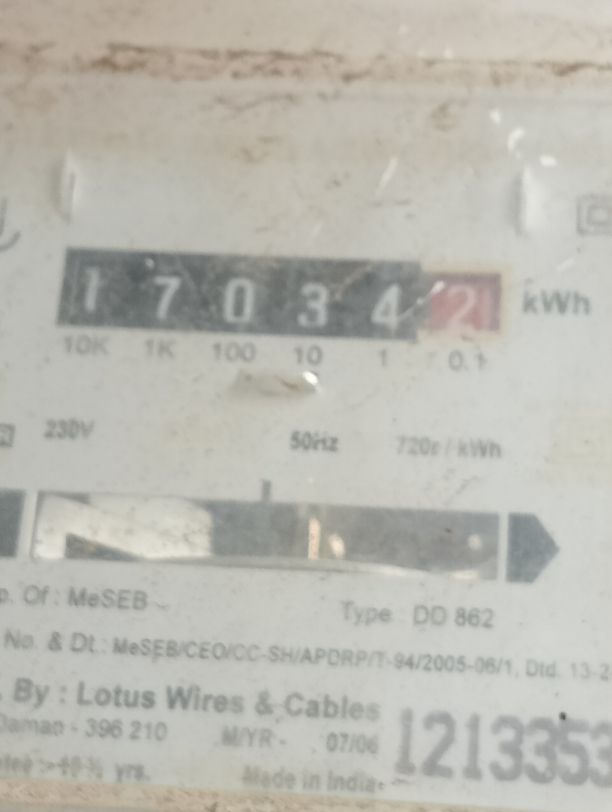 1 7 0 3 4 2 kWh
10K 1K 100 10 1 0.1
230V 50Hz 720r/kWh
p. Of : MeSEB
Type : DD 862
No. & Dt.: MeSEB/CEO/CC-SH/APDRP/T-94/2005-06/1, Dtd. 13-2
. By : Lotus Wires & Cables
Daman - 396 210 M/YR - 07/06
1213353
yrs. Made in India